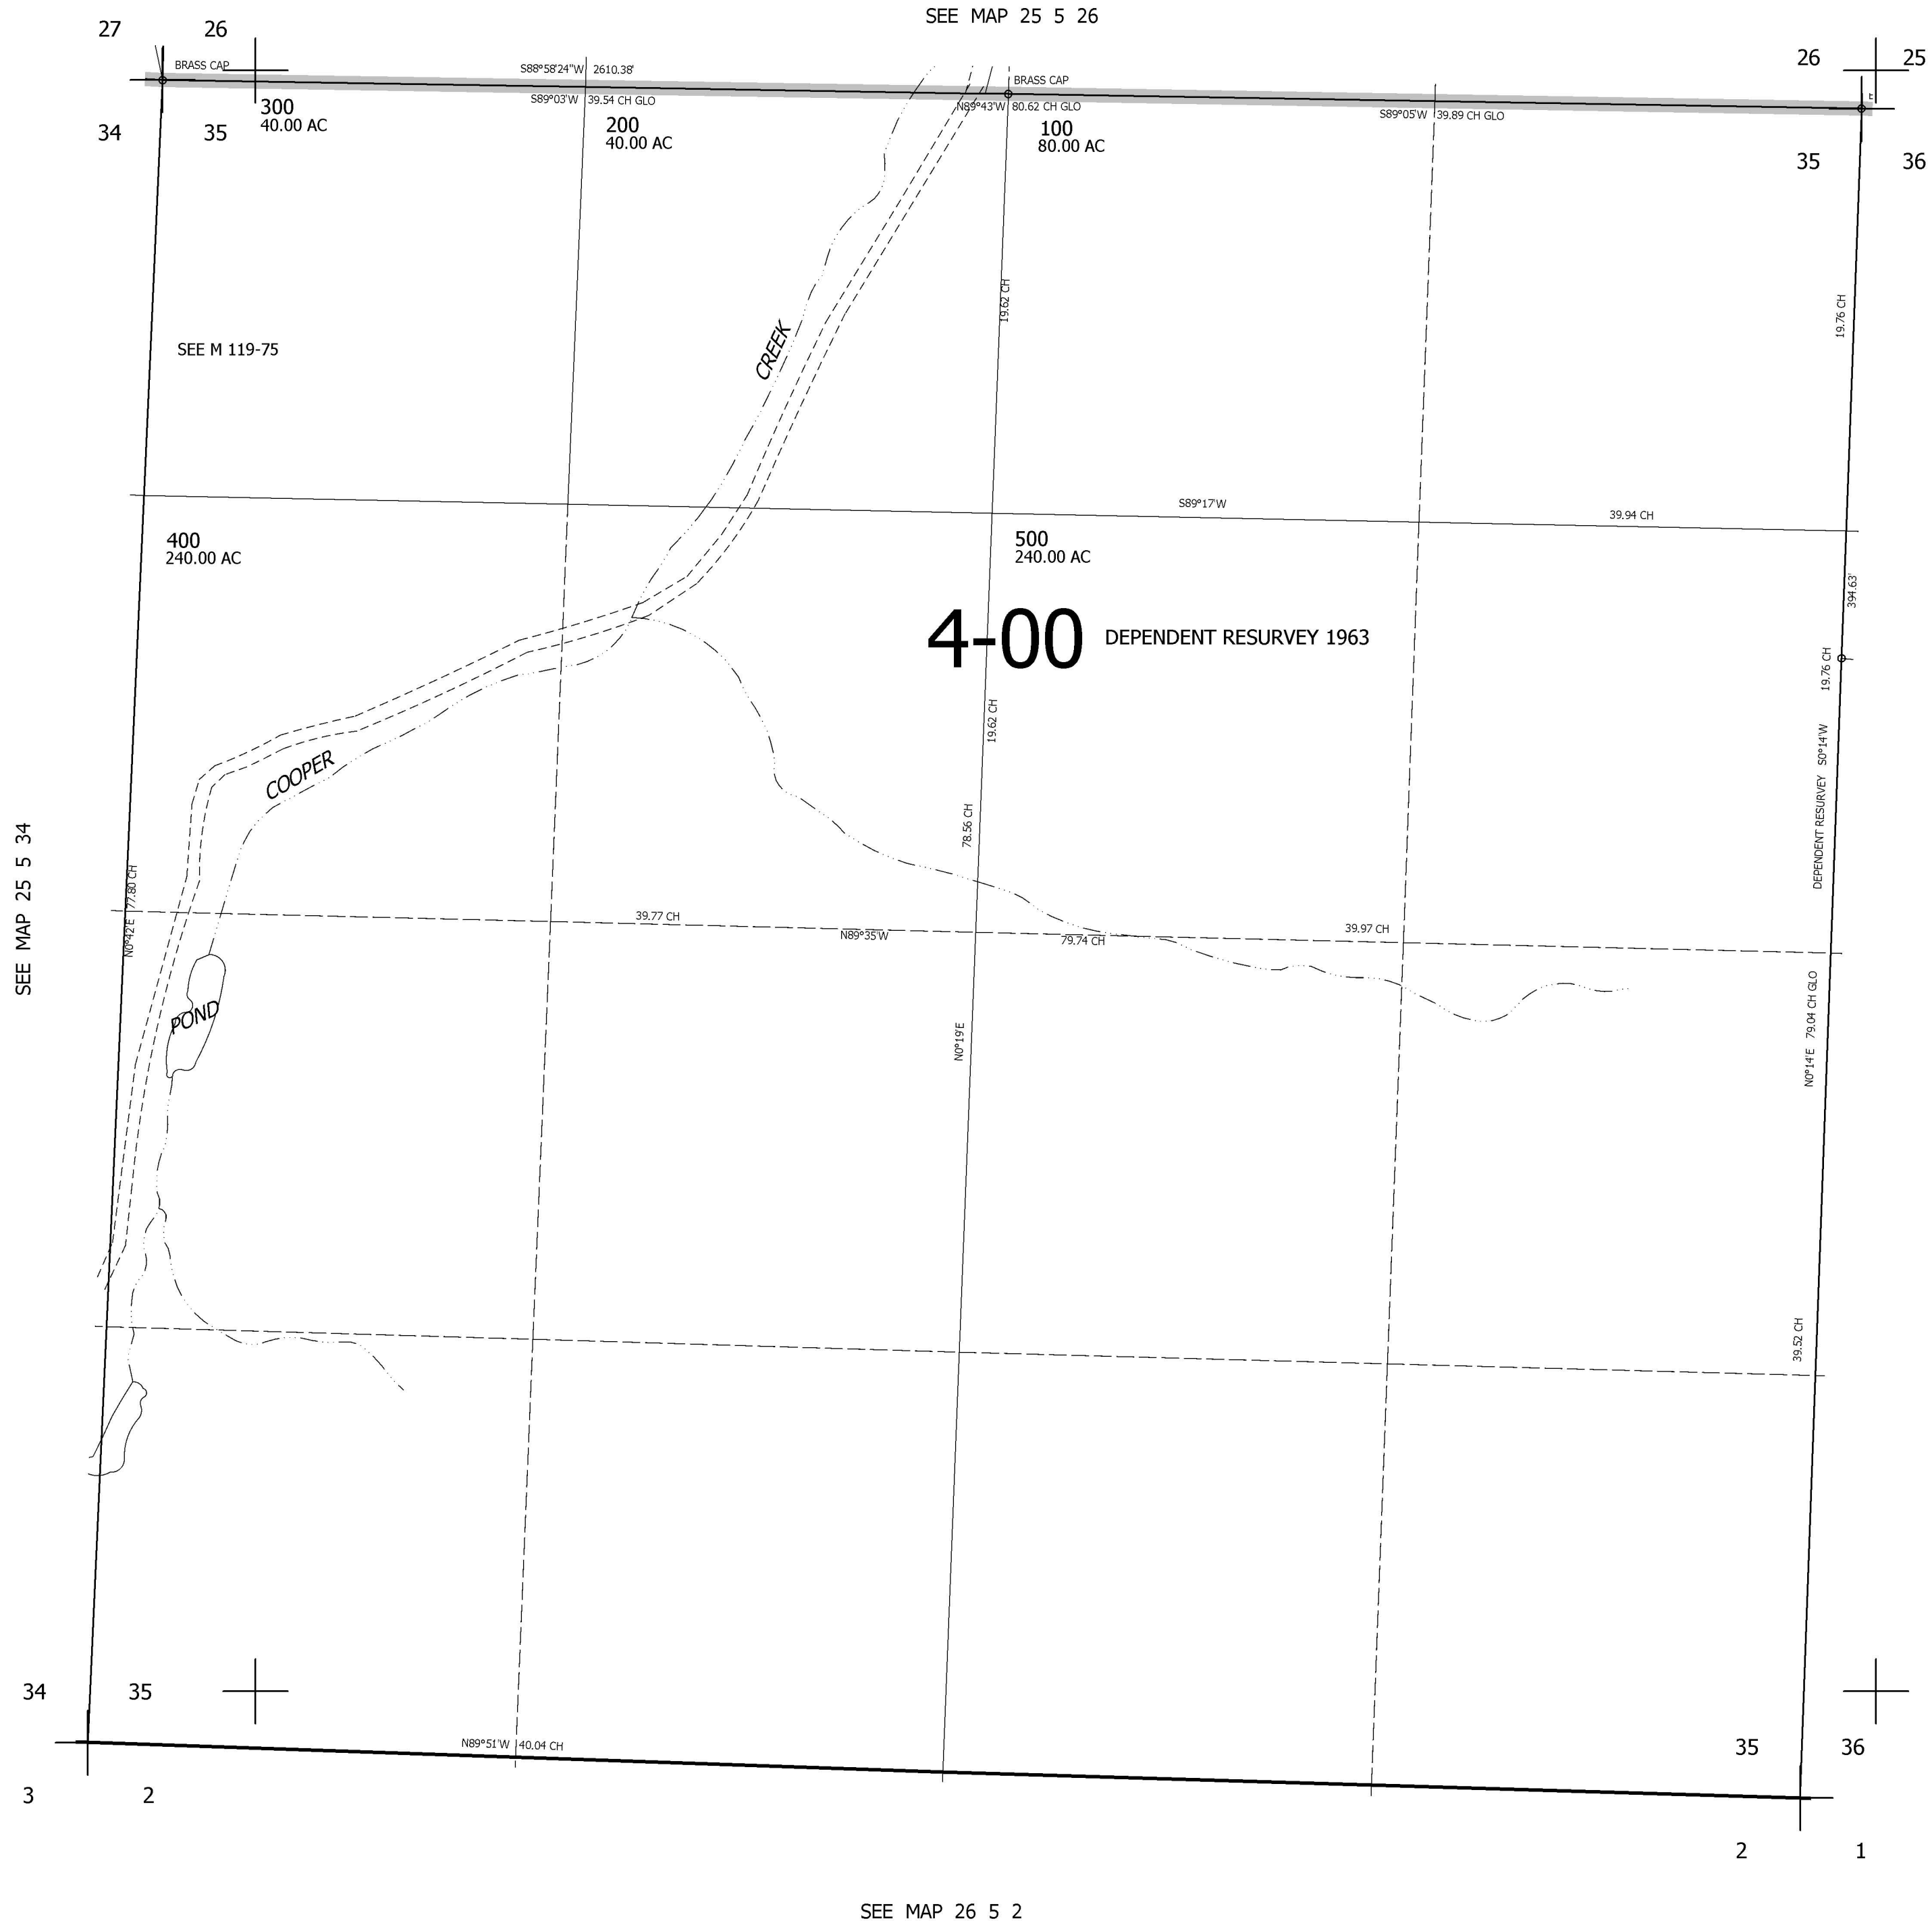 SEE MAP 25 5 26
27 26
26 25
BRASS CAP
S88°58'24"W 2610.38'
BRASS CAP
S89°03'W 39.54 CH GLO
N89°43'W 80.62 CH GLO
S89°05'W 39.89 CH GLO
300
40.00 AC
200
40.00 AC
100
80.00 AC
34 35
35 36
19.62 CH
19.76 CH
CREEK
SEE M 119-75
S89°17'W
39.94 CH
400
240.00 AC
500
240.00 AC
394.63'
4-00
DEPENDENT RESURVEY 1963
19.76 CH
19.62 CH
COOPER
DEPENDENT RESURVEY S0°14'W
78.56 CH
SEE MAP 25 5 34
N0°42'E 77.80 CH
39.77 CH
N89°35'W
79.74 CH
39.97 CH
POND
N0°19'E
N0°14'E 79.04 CH GLO
39.52 CH
34 35
N89°51'W 40.04 CH
35 36
3 2
2 1
SEE MAP 26 5 2